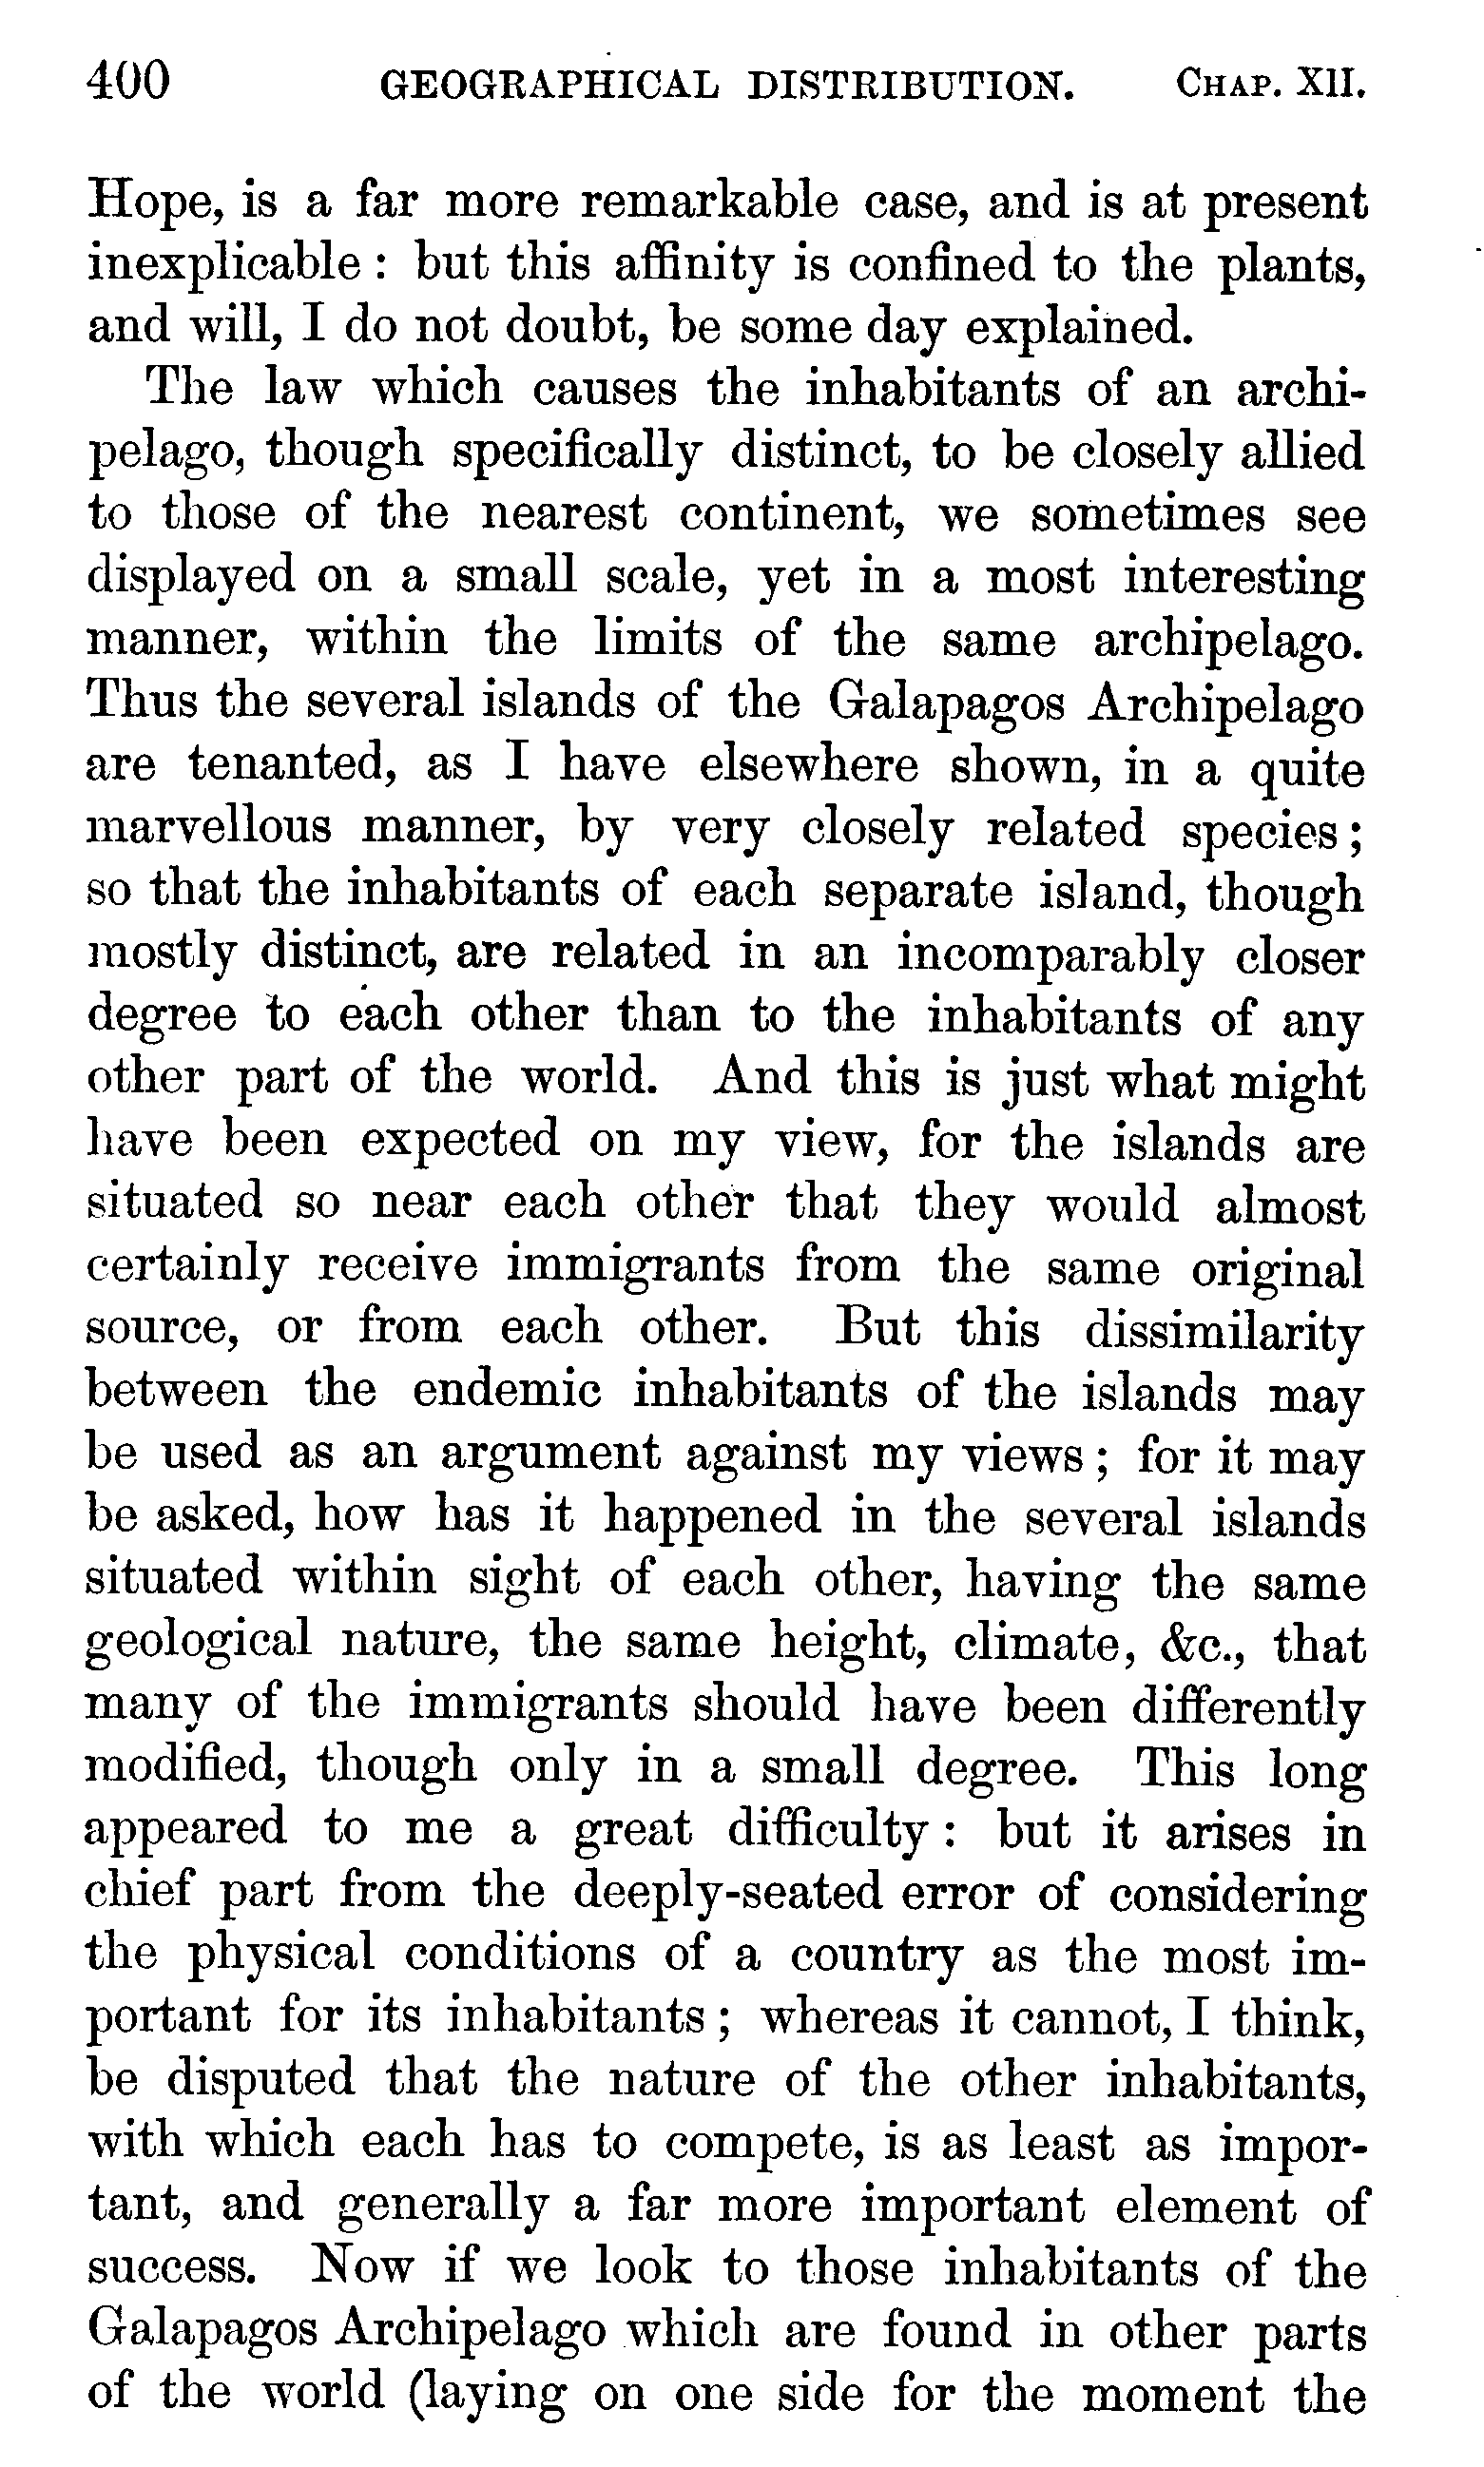 400 GEOGRAPHICAL DISTRIBUTION. CHAP. XII.
Hope, is a far more remarkable case, and is at present
inexplicable : but this affinity is confined to the plants,
and will, I do not doubt, be some day explained.
The law which causes the inhabitants of an archi-
pelago, though specifically distinct, to be closely allied
to those of the nearest continent, we sometimes see
displayed on a small scale, yet in a most interesting
manner, within the limits of the same archipelago.
Thus the several islands of the Galapagos Archipelago
are tenanted, as I have elsewhere shown, in a quite
marvellous manner, by very closely related species ;
so that the inhabitants of each separate island, though
mostly distinct, are related in an incomparably closer
degree to each other than to the inhabitants of any
other part of the world. And this is just what might
have been expected on my view, for the islands are
situated so near each other that they would almost
certainly receive immigrants from the same original
source, or from each other. But this dissimilarity
between the endemic inhabitants of the islands may
be used as an argument against my views ; for it may
be asked, how has it happened in the several islands
situated within sight of each other, having the same
geological nature, the same height, climate, &c., that
many of the immigrants should have been differently
modified, though only in a small degree. This long
appeared to me a great difficulty : but it arises in
chief part from the deeply-seated error of considering
the physical conditions of a country as the most im-
portant for its inhabitants ; whereas it cannot, I think,
be disputed that the nature of the other inhabitants,
with which each has to compete, is as least as impor-
tant, and generally a far more important element of
success. Now if we look to those inhabitants of the
Galapagos Archipelago which are found in other parts
of the world (laying on one side for the moment the